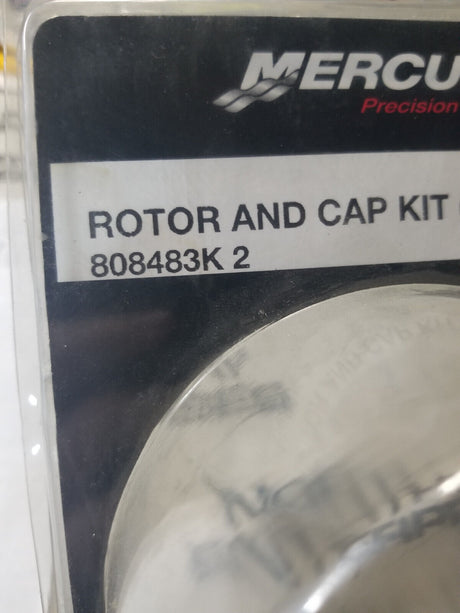 MERCU
Precision
ROTOR AND CAP KIT (
808483K 2